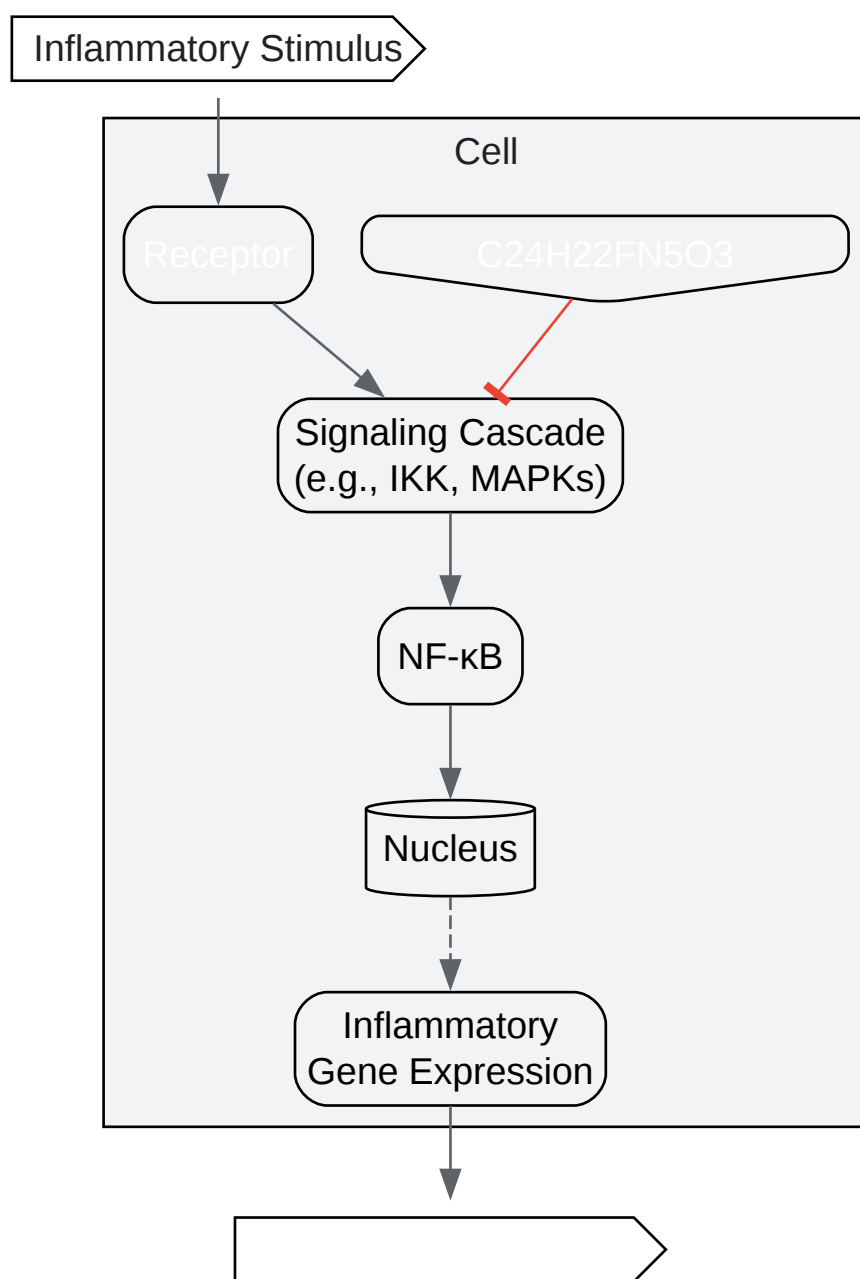 Inflammatory Stimulus
Cell
Receptor
C24H22FN5O3
Signaling Cascade
(e.g., IKK, MAPKs)
NF-κB
Nucleus
Inflammatory
Gene Expression